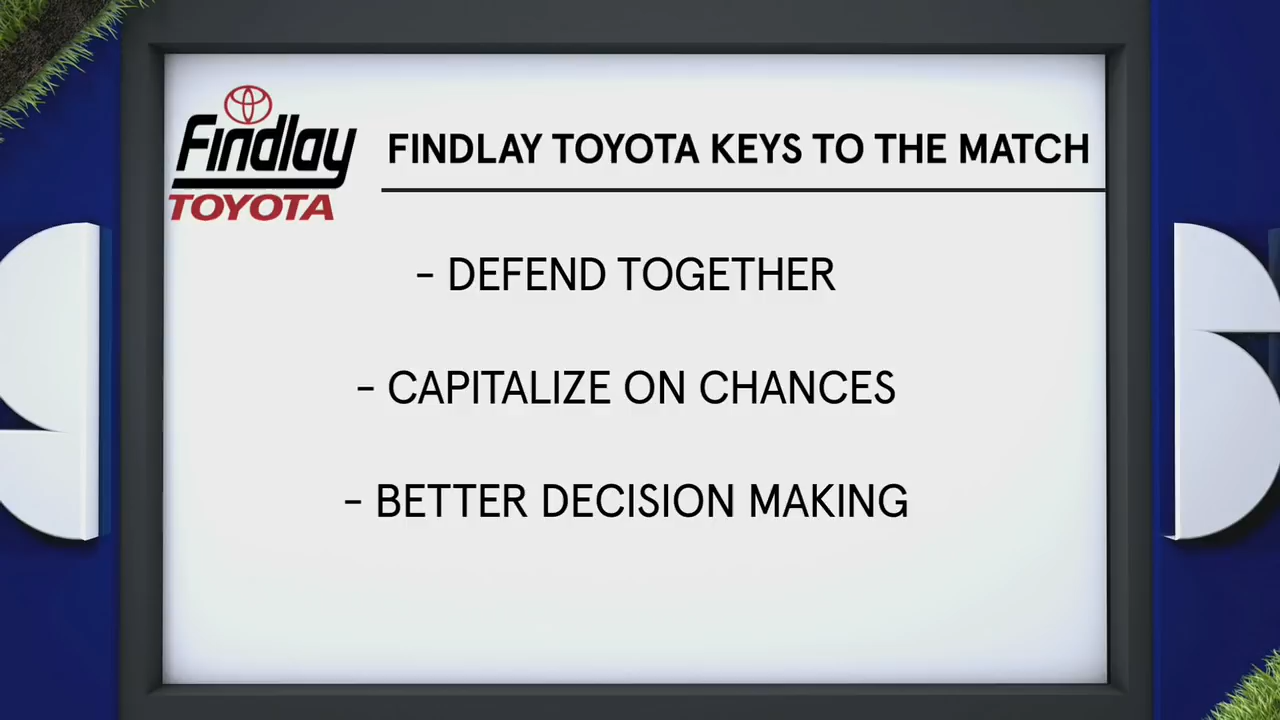 Findlay
TOYOTA
FINDLAY TOYOTA KEYS TO THE MATCH
- DEFEND TOGETHER
- CAPITALIZE ON CHANCES
- BETTER DECISION MAKING